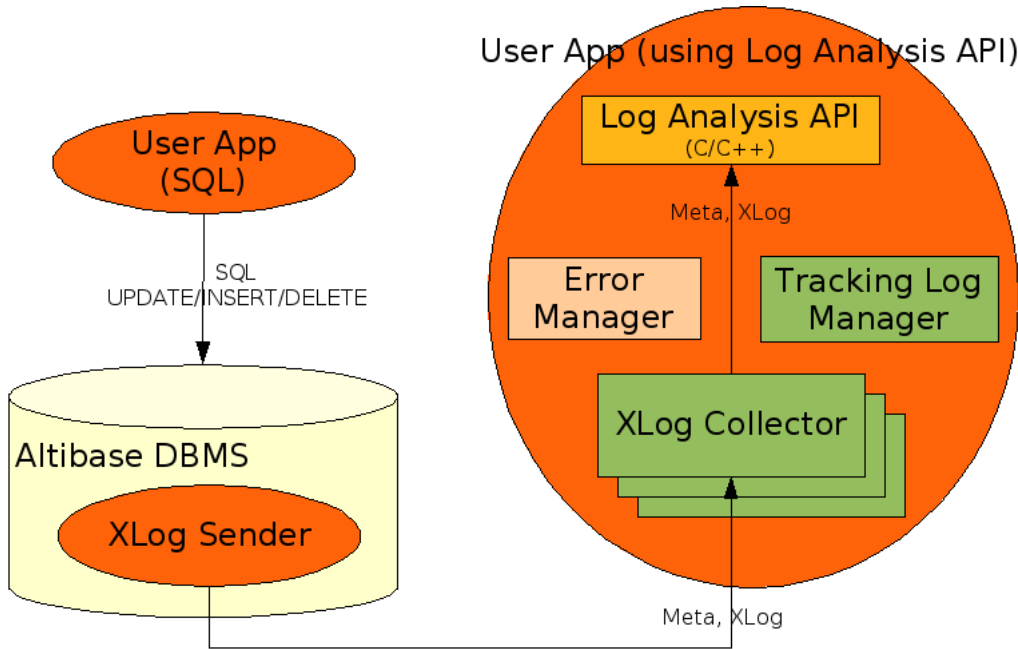 User App (using Log Analysis API)
Log Analysis API
(C/C++)
User App
(SQL)
Meta, XLog
SQL
UPDATE/INSERT/DELETE
Error
Manager
Tracking Log
Manager
XLog Collector
Altibase DBMS
XLog Sender
Meta, XLog